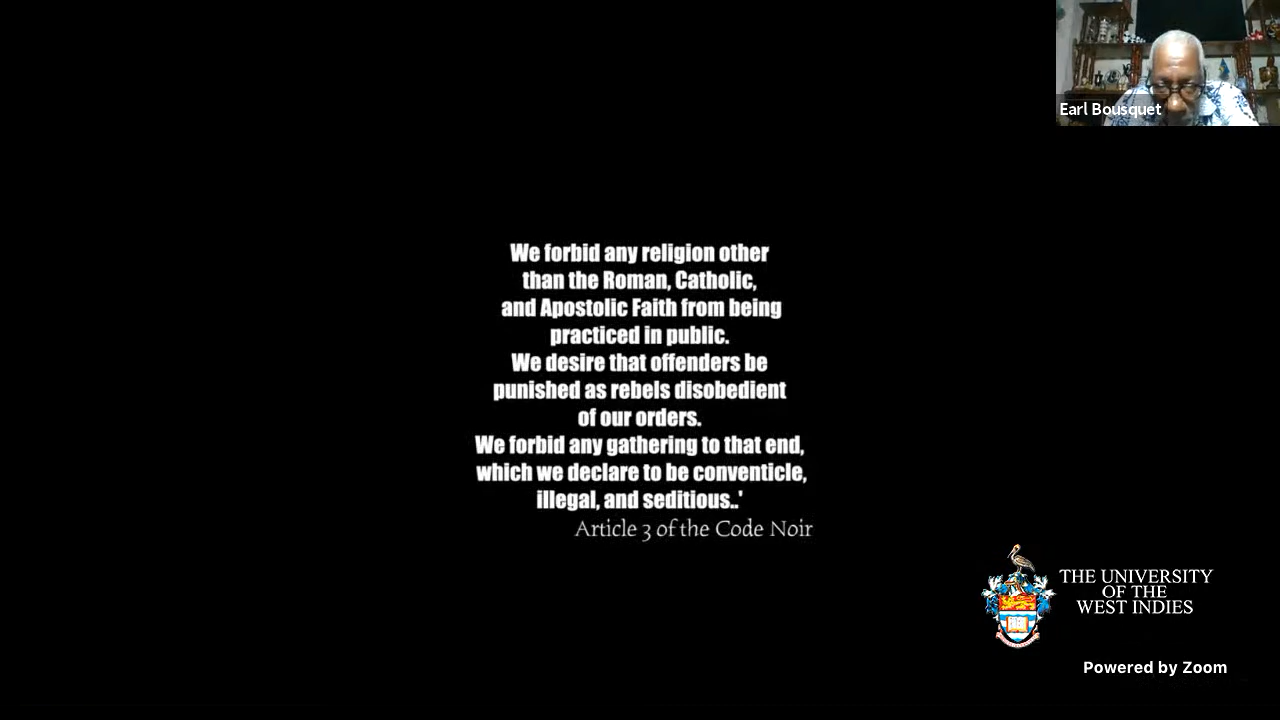 Earl Bousquet
We forbid any religion other
than the Roman, Catholic,
and Apostolic Faith from being
practiced in public.
We desire that offenders be
punished as rebels disobedient
of our orders.
We forbid any gathering to that end,
which we declare to be conventicle,
illegal, and seditious..'
Article 3 of the Code Noir
THE UNIVERSITY
OF THE
WEST INDIES
Powered by Zoom